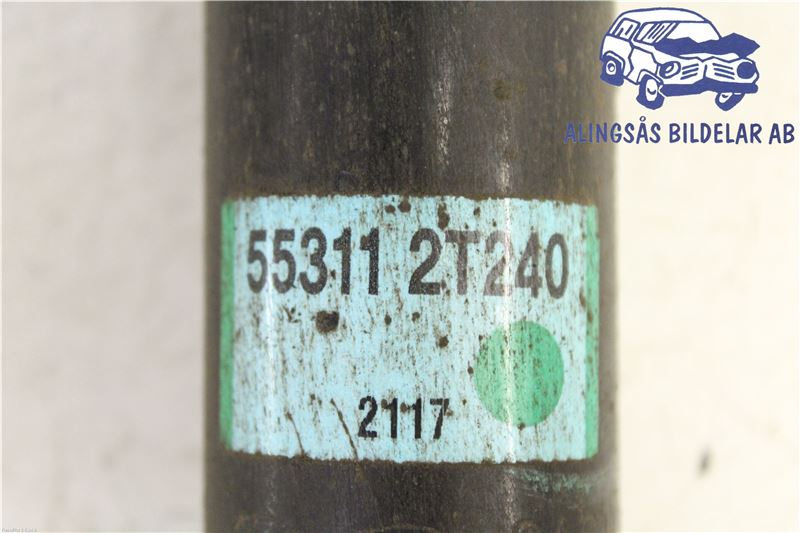 ALINGSÅS BILDELAR AB
55311 2T240
2117